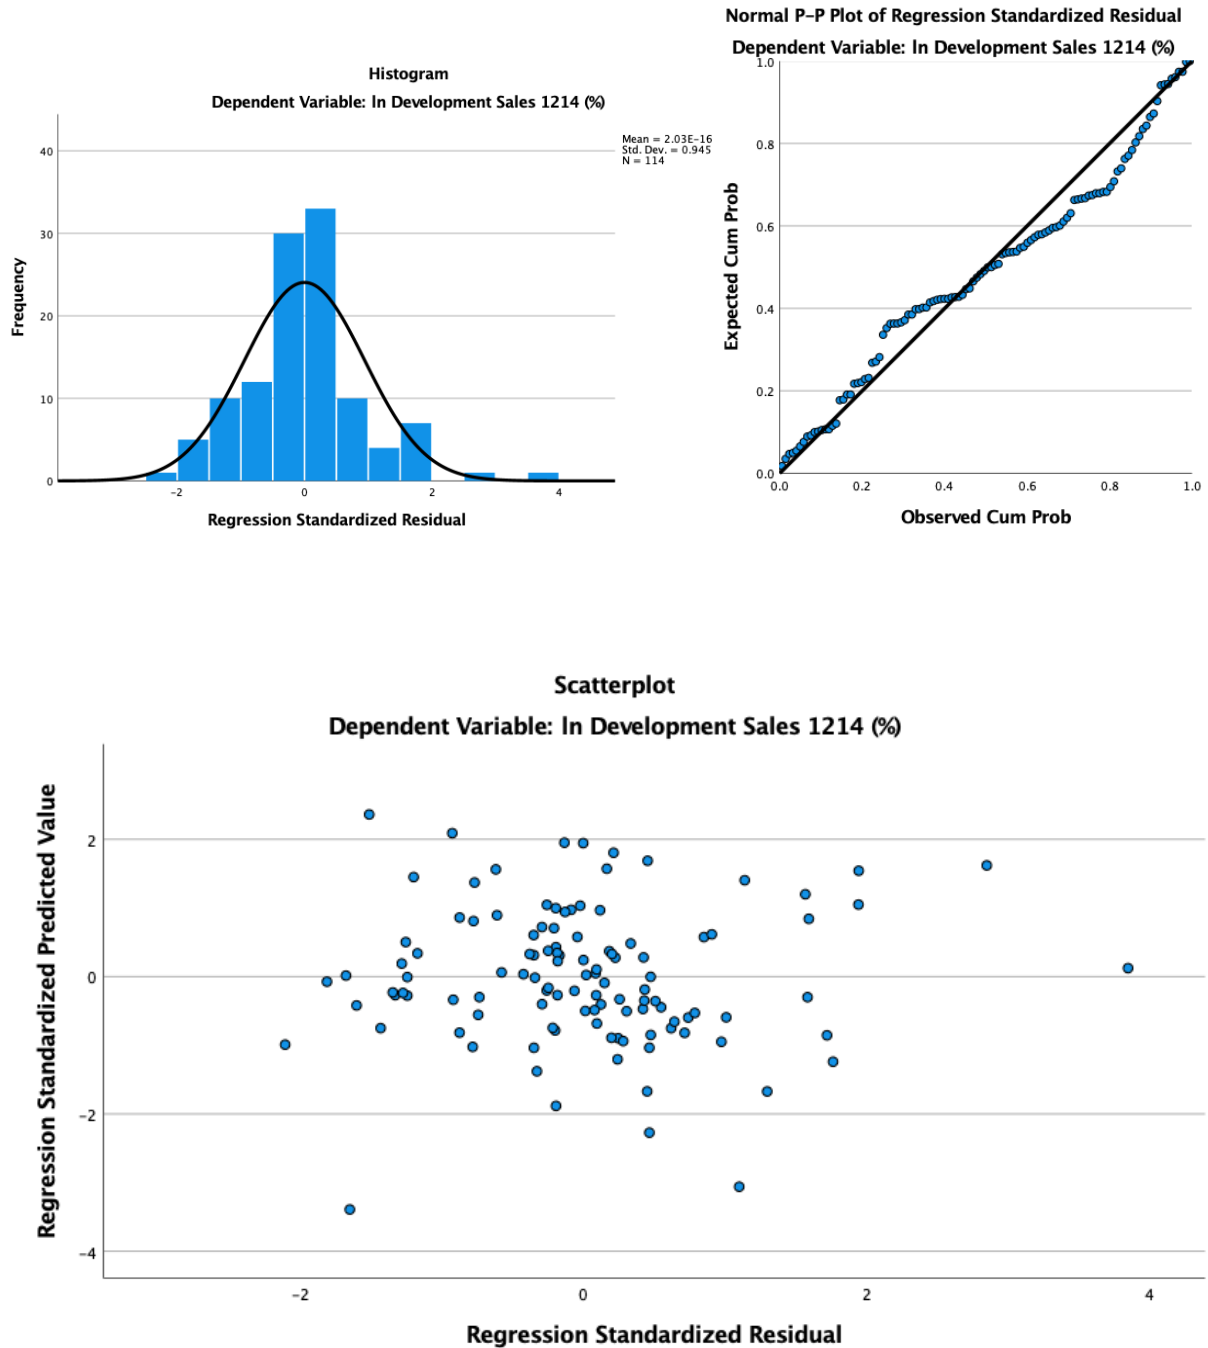 Histogram
Dependent Variable: ln Development Sales 1214 (%)
Mean = 2.03E-16
Std. Dev. = 0.945
N = 114
Frequency
40
30
20
10
0
-2
0
2
4
Regression Standardized Residual
Normal P-P Plot of Regression Standardized Residual
Dependent Variable: ln Development Sales 1214 (%)
Expected Cum Prob
1.0
0.8
0.6
0.4
0.2
0.0
0.0
0.2
0.4
0.6
0.8
1.0
Observed Cum Prob
Scatterplot
Dependent Variable: ln Development Sales 1214 (%)
Regression Standardized Predicted Value
2
0
-2
-4
-2
0
2
4
Regression Standardized Residual